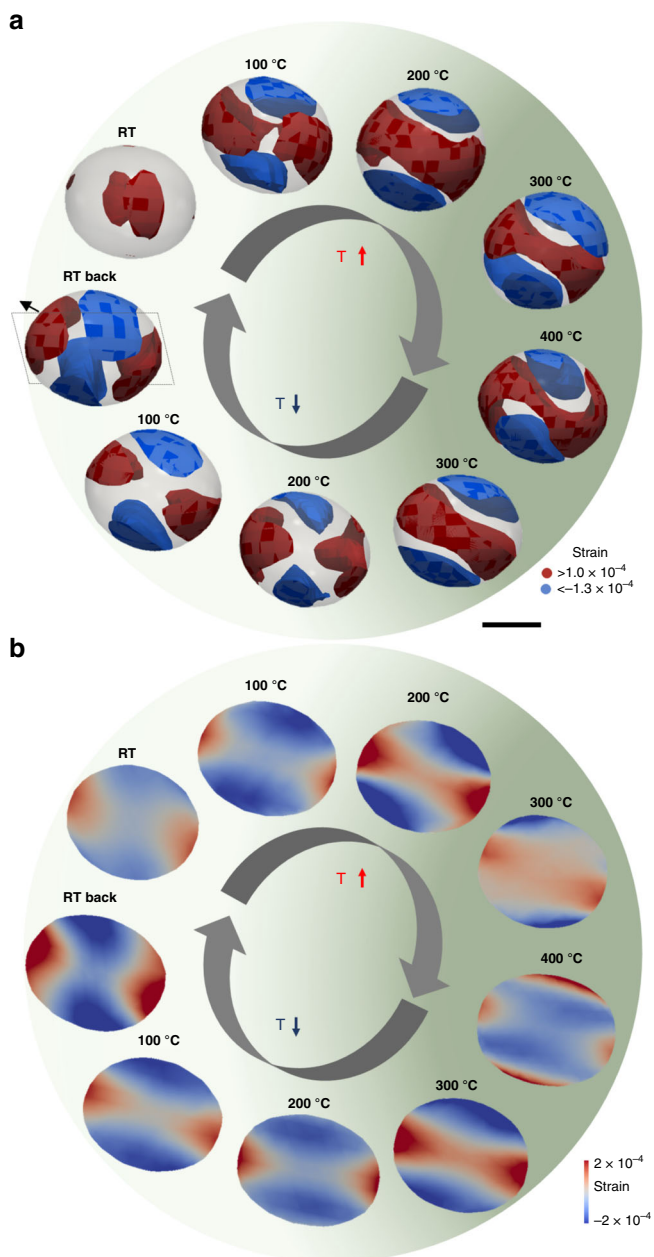 a
100 °C
200 °C
RT
300 °C
T ↑
RT back
400 °C
T ↓
100 °C
200 °C
300 °C
Strain
>1.0 × 10⁻⁴
<–1.3 × 10⁻⁴
b
100 °C
200 °C
RT
300 °C
T ↑
RT back
400 °C
T ↓
100 °C
200 °C
300 °C
2 × 10⁻⁴
Strain
–2 × 10⁻⁴